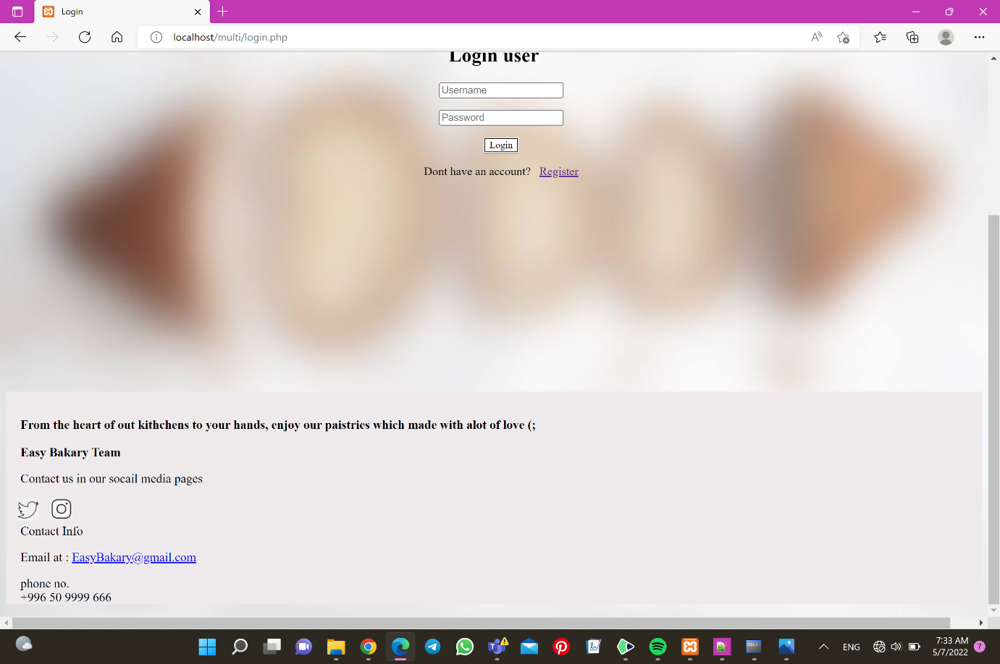 Login
localhost/multi/login.php
Login user
Username
Password
Login
Dont have an account? Register
From the heart of out kithchens to your hands, enjoy our paistries which made with alot of love (;
Easy Bakary Team
Contact us in our socail media pages
Contact Info
Email at : EasyBakary@gmail.com
phone no.
+996 50 9999 666
ENG
7:33 AM
5/7/2022
7